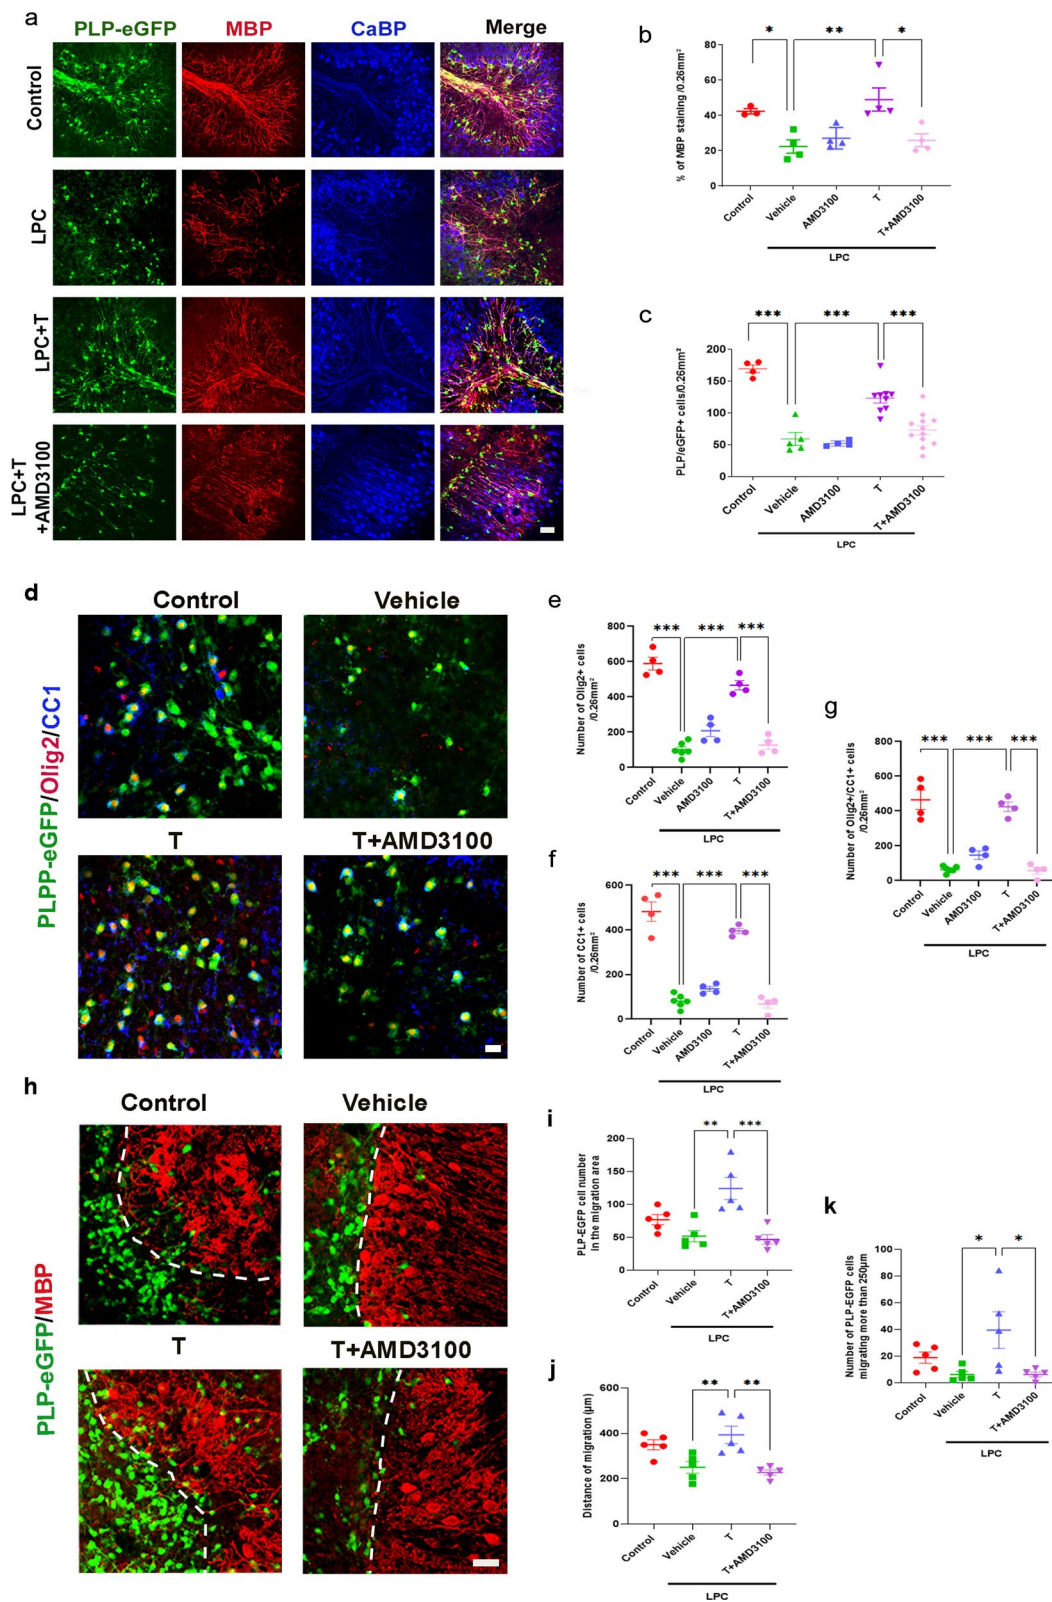 a
PLP-eGFP MBP CaBP Merge
Control
LPC
LPC+T
LPC+T
+AMD3100
b
% of MBP staining /0.26mm²
80
60
40
20
0
* ** *
Control Vehicle AMD3100 T T+AMD3100
LPC
c
PLP/eGFP+ cells/0.26mm²
200
150
100
50
0
*** *** ***
Control Vehicle AMD3100 T T+AMD3100
LPC
d
Control Vehicle
T T+AMD3100
PLPP-eGFP/Olig2/CC1
e
Number of Olig2+ cells
/0.26mm²
800
600
400
200
0
*** *** ***
Control Vehicle AMD3100 T T+AMD3100
LPC
f
Number of CC1+ cells
/0.26mm²
600
400
200
0
*** *** ***
Control Vehicle AMD3100 T T+AMD3100
LPC
g
Number of Olig2+/CC1+ cells
/0.26mm²
800
600
400
200
0
*** *** ***
Control Vehicle AMD3100 T T+AMD3100
LPC
h
Control Vehicle
T T+AMD3100
PLP-eGFP/MBP
i
PLP-EGFP cell number
in the migration area
200
150
100
50
0
** ***
Control Vehicle T T+AMD3100
LPC
j
Distance of migration (µm)
600
400
200
0
** **
Control Vehicle T T+AMD3100
LPC
k
Number of PLP-EGFP cells
migrating more than 250µm
100
80
60
40
20
0
* *
Control Vehicle T T+AMD3100
LPC